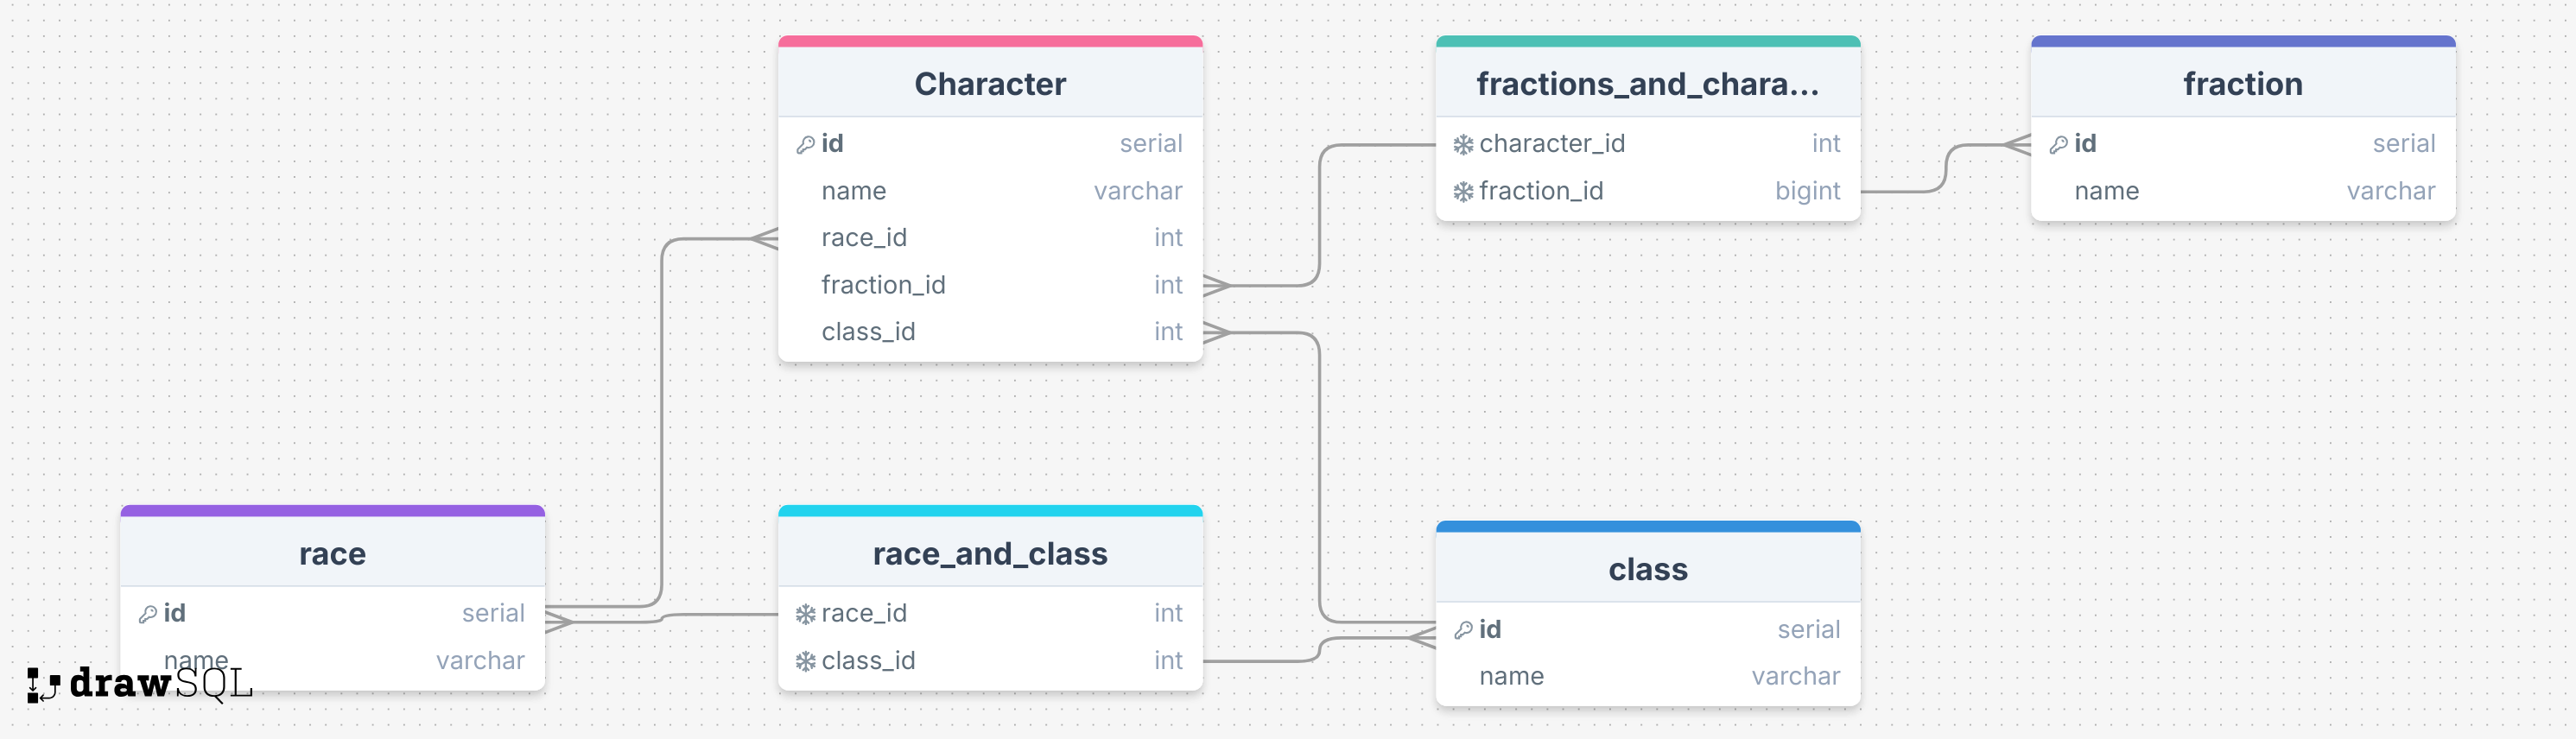 Character
id serial
name varchar
race_id int
fraction_id int
class_id int
fractions_and_chara...
character_id int
fraction_id bigint
fraction
id serial
name varchar
race
id serial
name varchar
race_and_class
race_id int
class_id int
class
id serial
name varchar
drawSQL